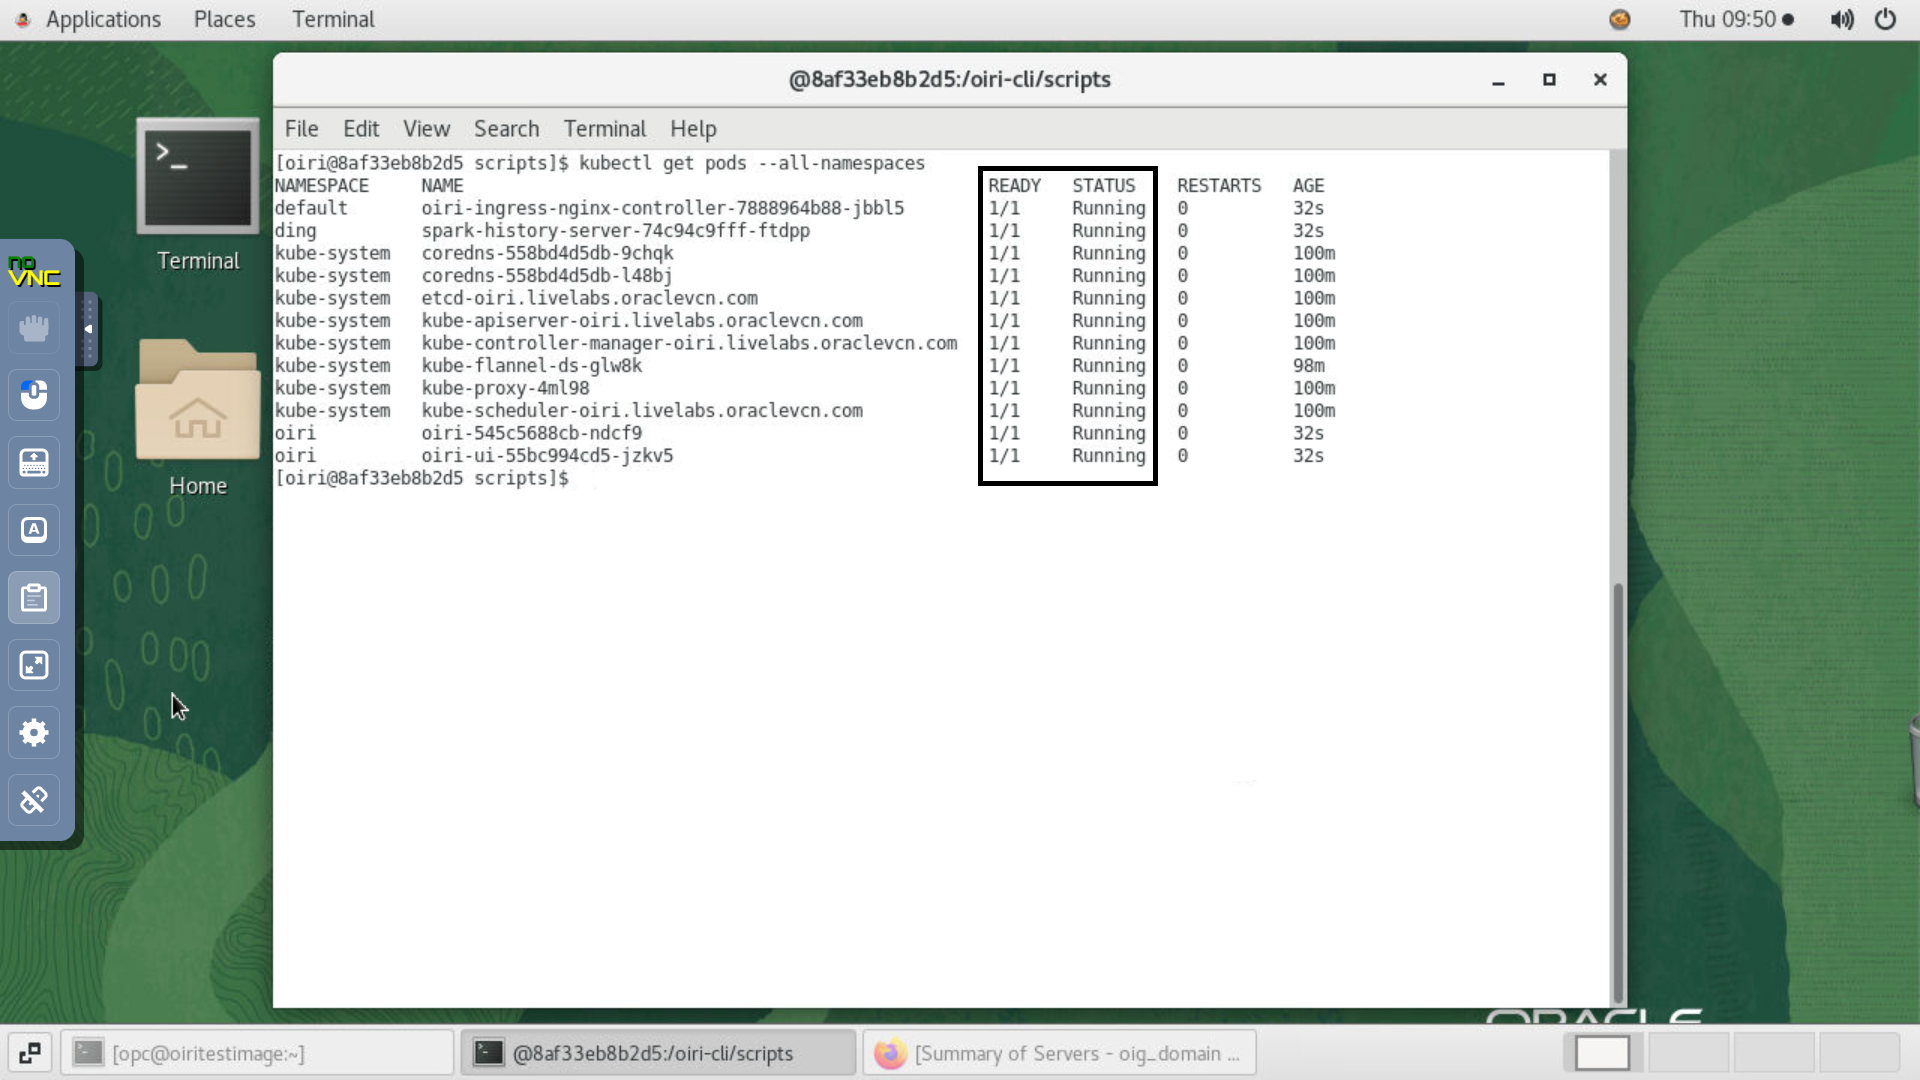 Applications Places Terminal Thu 09:50
@8af33eb8b2d5:/oiri-cli/scripts
File Edit View Search Terminal Help
[oiri@8af33eb8b2d5 scripts]$ kubectl get pods --all-namespaces
NAMESPACE NAME READY STATUS RESTARTS AGE
default oiri-ingress-nginx-controller-7888964b88-jbbl5 1/1 Running 0 32s
ding spark-history-server-74c94c9fff-ftdpp 1/1 Running 0 32s
kube-system coredns-558bd4d5db-9chqk 1/1 Running 0 100m
kube-system coredns-558bd4d5db-l48bj 1/1 Running 0 100m
kube-system etcd-oiri.livelabs.oraclevcn.com 1/1 Running 0 100m
kube-system kube-apiserver-oiri.livelabs.oraclevcn.com 1/1 Running 0 100m
kube-system kube-controller-manager-oiri.livelabs.oraclevcn.com 1/1 Running 0 100m
kube-system kube-flannel-ds-glw8k 1/1 Running 0 98m
kube-system kube-proxy-4ml98 1/1 Running 0 100m
kube-system kube-scheduler-oiri.livelabs.oraclevcn.com 1/1 Running 0 100m
oiri oiri-545c5688cb-ndcf9 1/1 Running 0 32s
oiri oiri-ui-55bc994cd5-jzkv5 1/1 Running 0 32s
[oiri@8af33eb8b2d5 scripts]$
>_
Terminal
Home
no
VNC
A
ORACLE
[opc@oiritestimage:~] @8af33eb8b2d5:/oiri-cli/scripts [Summary of Servers - oig_domain ...